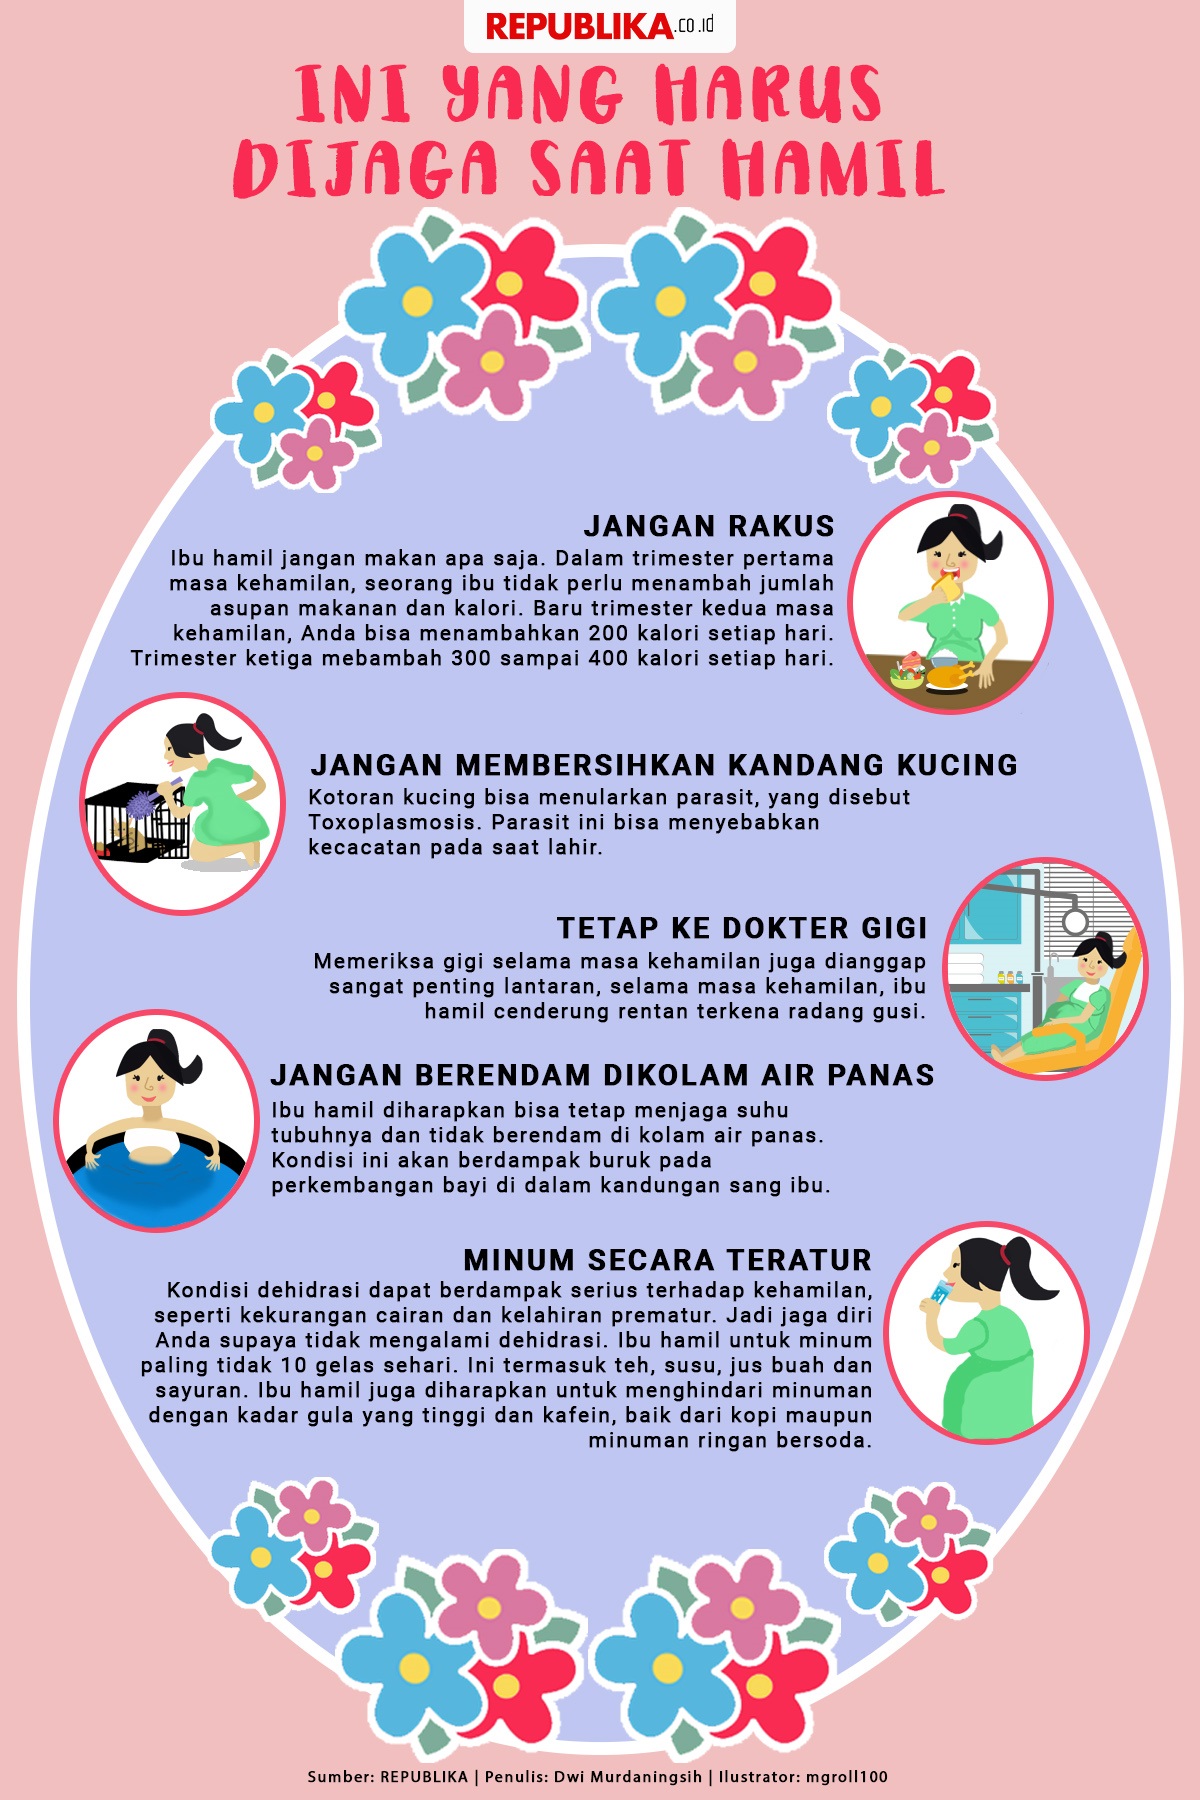 REPUBLIKA.co.id
INI YANG HARUS
DIJAGA SAAT HAMIL
JANGAN RAKUS
Ibu hamil jangan makan apa saja. Dalam trimester pertama
masa kehamilan, seorang ibu tidak perlu menambah jumlah
asupan makanan dan kalori. Baru trimester kedua masa
kehamilan, Anda bisa menambahkan 200 kalori setiap hari.
Trimester ketiga mebambah 300 sampai 400 kalori setiap hari.
JANGAN MEMBERSIHKAN KANDANG KUCING
Kotoran kucing bisa menularkan parasit, yang disebut
Toxoplasmosis. Parasit ini bisa menyebabkan
kecacatan pada saat lahir.
TETAP KE DOKTER GIGI
Memeriksa gigi selama masa kehamilan juga dianggap
sangat penting lantaran, selama masa kehamilan, ibu
hamil cenderung rentan terkena radang gusi.
JANGAN BERENDAM DIKOLAM AIR PANAS
Ibu hamil diharapkan bisa tetap menjaga suhu
tubuhnya dan tidak berendam di kolam air panas.
Kondisi ini akan berdampak buruk pada
perkembangan bayi di dalam kandungan sang ibu.
MINUM SECARA TERATUR
Kondisi dehidrasi dapat berdampak serius terhadap kehamilan,
seperti kekurangan cairan dan kelahiran prematur. Jadi jaga diri
Anda supaya tidak mengalami dehidrasi. Ibu hamil untuk minum
paling tidak 10 gelas sehari. Ini termasuk teh, susu, jus buah dan
sayuran. Ibu hamil juga diharapkan untuk menghindari minuman
dengan kadar gula yang tinggi dan kafein, baik dari kopi maupun
minuman ringan bersoda.
Sumber: REPUBLIKA | Penulis: Dwi Murdaningsih | Ilustrator: mgroll100